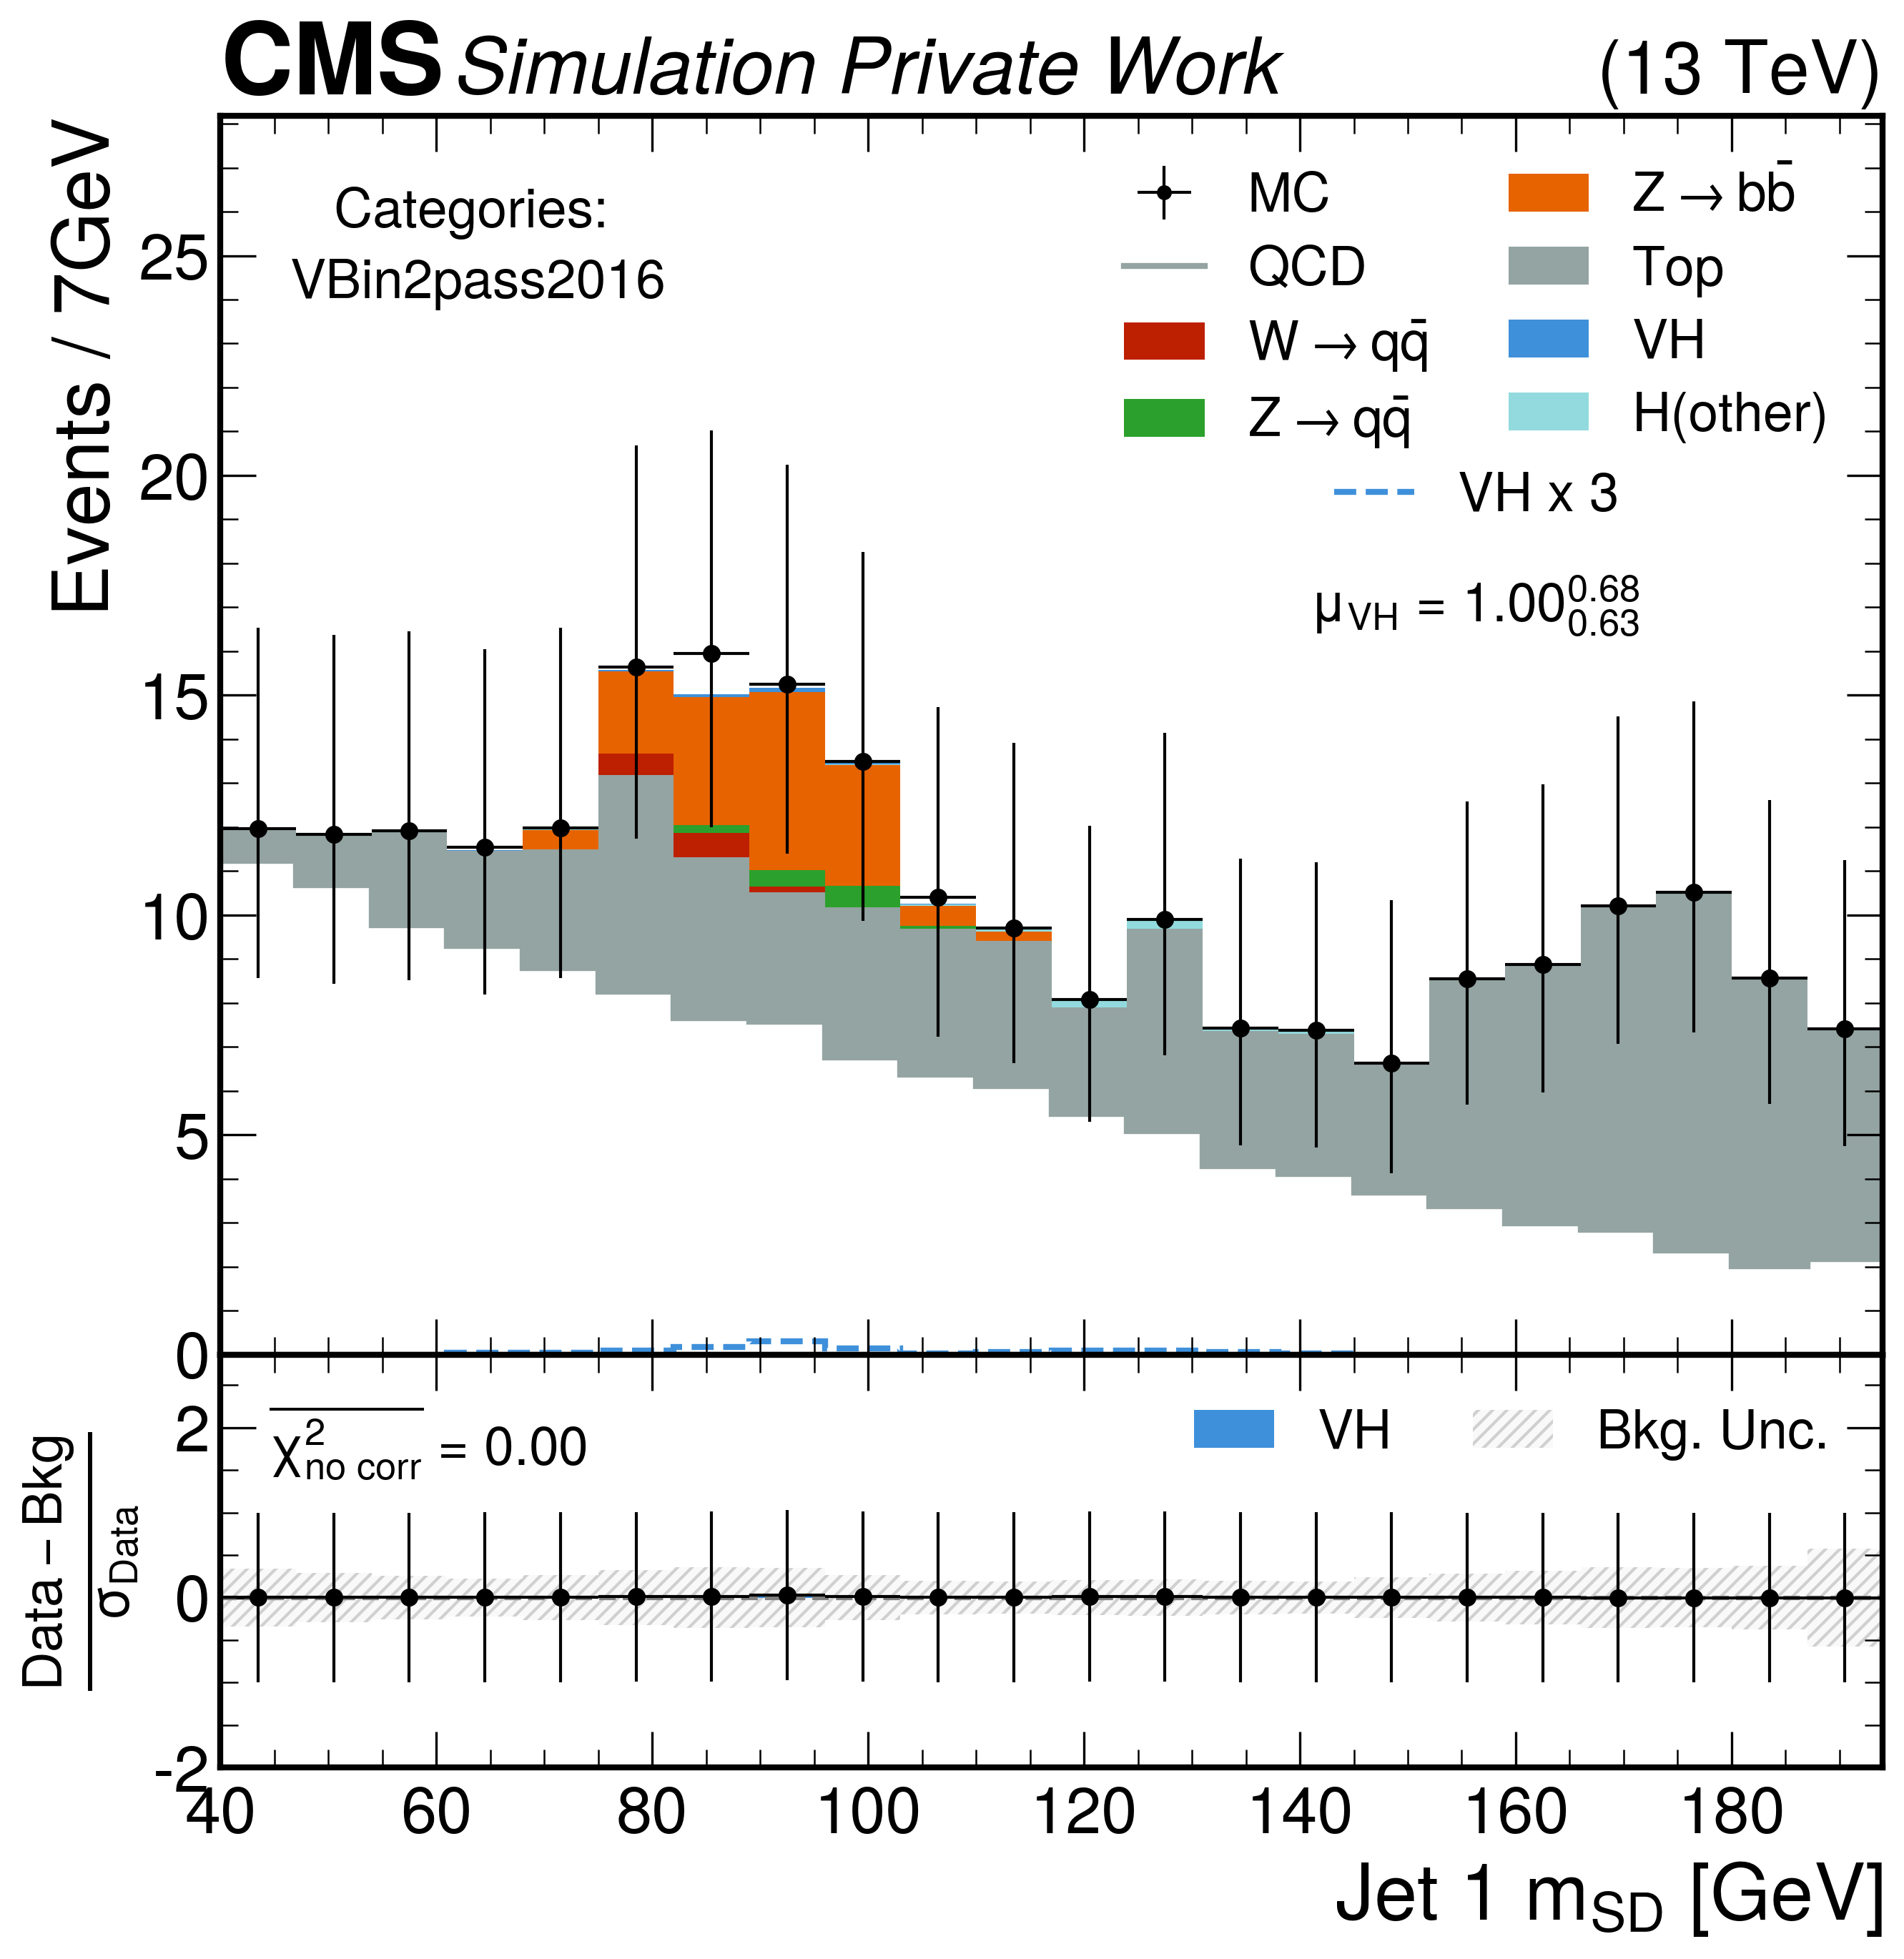 CMS Simulation Private Work (13 TeV)
Events / 7GeV
Categories:
VBin2pass2016
MC
QCD
W → qq̄
Z → qq̄
Z → bb̄
Top
VH
H(other)
VH x 3
μ_VH = 1.00^0.68_0.63
25
20
15
10
5
0
Data − Bkg
σ_Data
χ²_no corr = 0.00
VH
Bkg. Unc.
2
0
-2
40 60 80 100 120 140 160 180
Jet 1 m_SD [GeV]